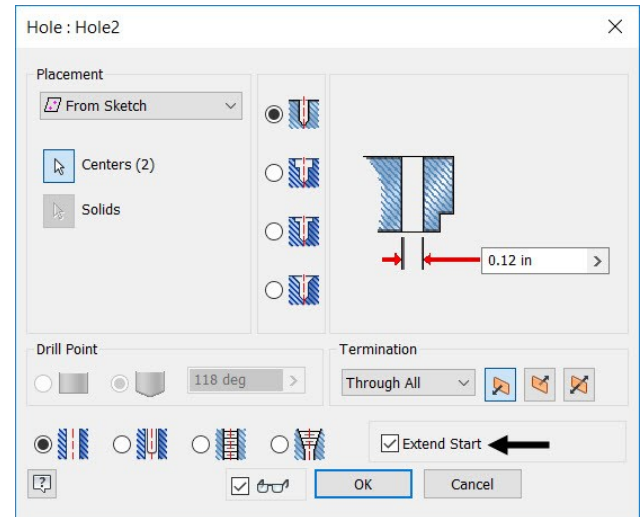 Hole : Hole2
Placement
From Sketch
Centers (2)
Solids
0.12 in
Drill Point
118 deg
Termination
Through All
Extend Start
?
OK
Cancel